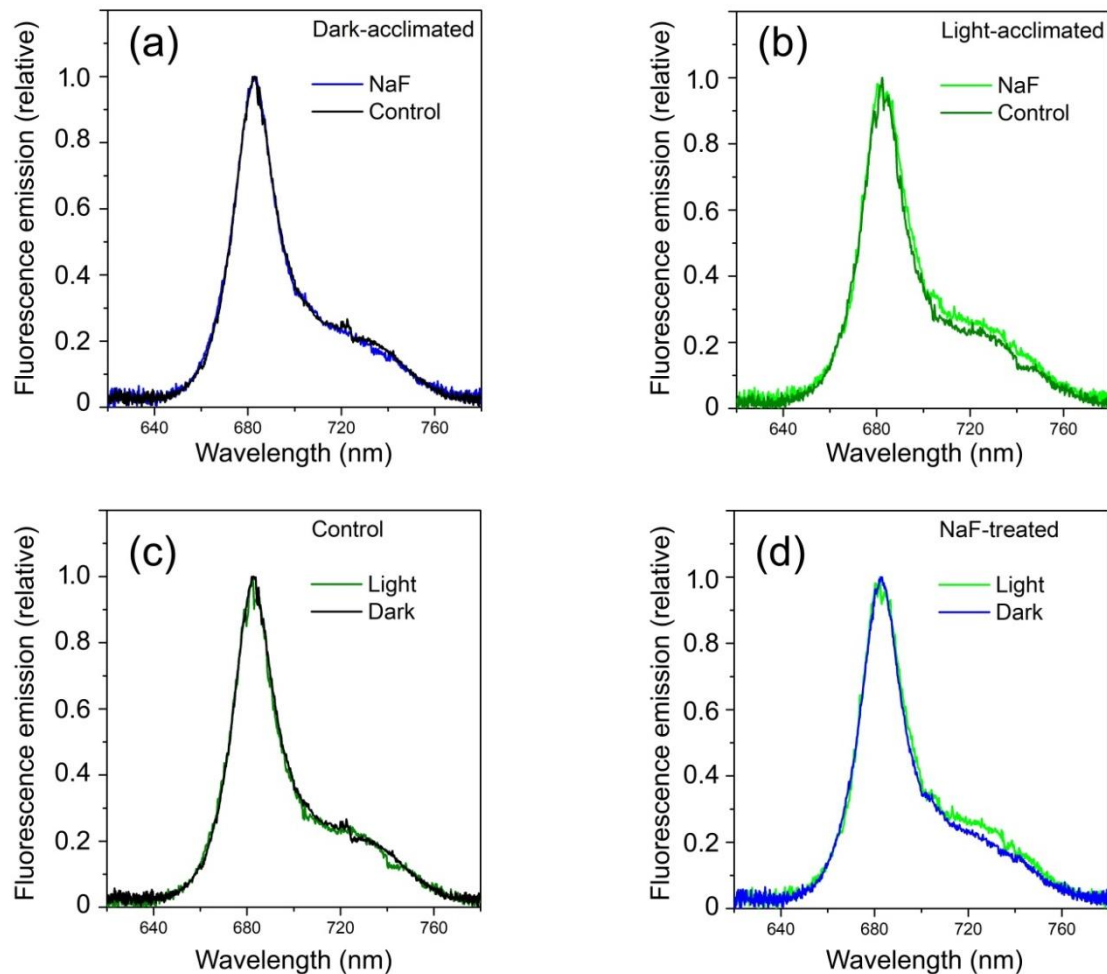 (a)
Dark-acclimated
NaF
Control
Fluorescence emission (relative)
1.0
0.8
0.6
0.4
0.2
0
640
680
720
760
Wavelength (nm)
(b)
Light-acclimated
NaF
Control
Fluorescence emission (relative)
1.0
0.8
0.6
0.4
0.2
0
640
680
720
760
Wavelength (nm)
(c)
Control
Light
Dark
Fluorescence emission (relative)
1.0
0.8
0.6
0.4
0.2
0
640
680
720
760
Wavelength (nm)
(d)
NaF-treated
Light
Dark
Fluorescence emission (relative)
1.0
0.8
0.6
0.4
0.2
0
640
680
720
760
Wavelength (nm)